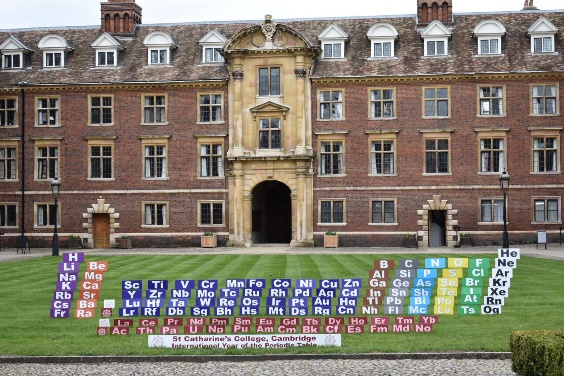 H He
Li Be B C N O F Ne
Na Mg Al Si P S Cl Ar
K Ca Sc Ti V Cr Mn Fe Co Ni Cu Zn Ga Ge As Se Br Kr
Rb Sr Y Zr Nb Mo Tc Ru Rh Pd Ag Cd In Sn Sb Te I Xe
Cs Ba Lu Hf Ta W Re Os Ir Pt Au Hg Tl Pb Bi Po At Rn
Fr Ra Lr Rf Db Sg Bh Hs Mt Ds Rg Cn Nh Fl Mc Lv Ts Og
La Ce Pr Nd Pm Sm Eu Gd Tb Dy Ho Er Tm Yb
Ac Th Pa U Np Pu Am Cm Bk Cf Es Fm Md No
St Catharine's College, Cambridge
International Year of the Periodic Table